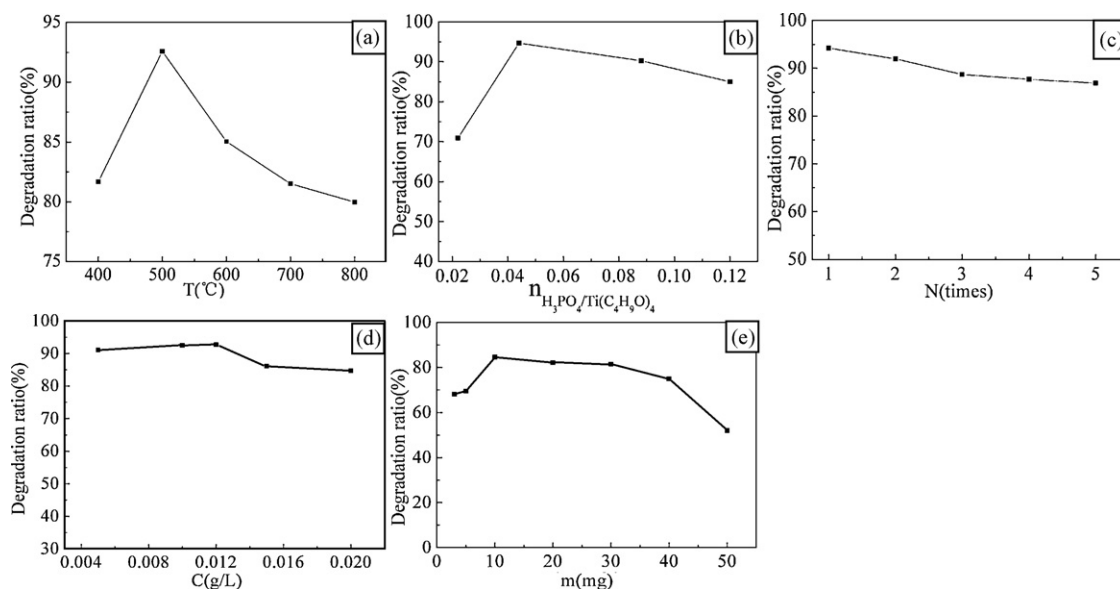 (a)
Degradation ratio(%)
95
90
85
80
75
400 500 600 700 800
T(℃)
(b)
Degradation ratio(%)
100
90
80
70
60
50
40
0.02 0.04 0.06 0.08 0.10 0.12
n H₃PO₄/Ti(C₄H₉O)₄
(c)
Degradation ratio(%)
100
90
80
70
60
50
1 2 3 4 5
N(times)
(d)
Degradation ratio(%)
100
90
80
70
60
50
40
30
0.004 0.008 0.012 0.016 0.020
C(g/L)
(e)
Degradation ratio(%)
100
80
60
40
20
0
10 20 30 40 50
m(mg)